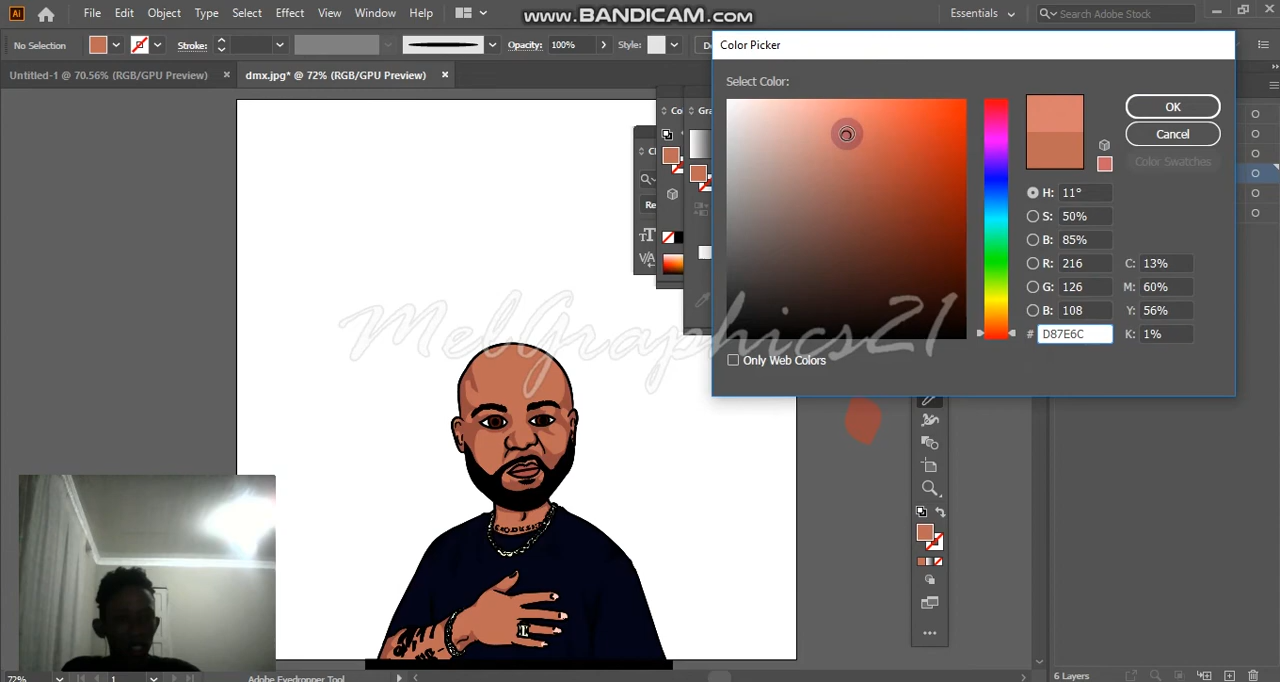 Ai File Edit Object Type Select Effect View Window Help www.BANDICAM.com Essentials Search Adobe Stock
No Selection Stroke: Opacity: 100% Style:
Color Picker
Untitled-1 @ 70.56% (RGB/GPU Preview) × dmx.jpg* @ 72% (RGB/GPU Preview) ×
Select Color:
OK
Cancel
Color Swatches
H: 11°
S: 50%
B: 85%
R: 216 C: 13%
G: 126 M: 60%
B: 108 Y: 56%
# D87E6C K: 1%
Only Web Colors
MelGraphics21
72% 1 Adobe Eyedropper Tool 6 Layers